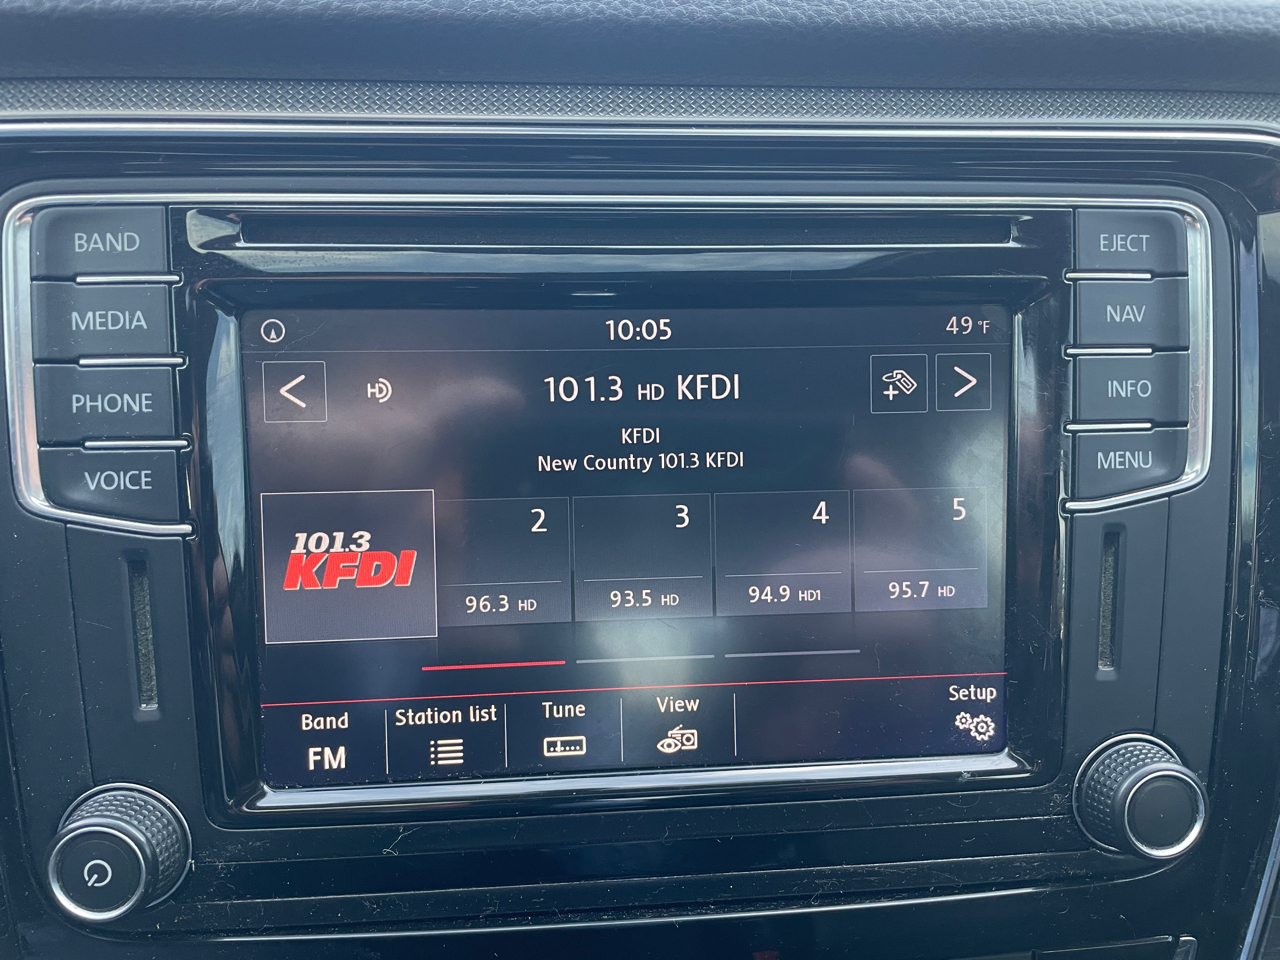 BAND
MEDIA
PHONE
VOICE
EJECT
NAV
INFO
MENU
10:05
49 °F
HD
101.3 HD KFDI
KFDI
New Country 101.3 KFDI
101.3
KFDI
2
96.3 HD
3
93.5 HD
4
94.9 HD1
5
95.7 HD
Band
FM
Station list
Tune
View
Setup